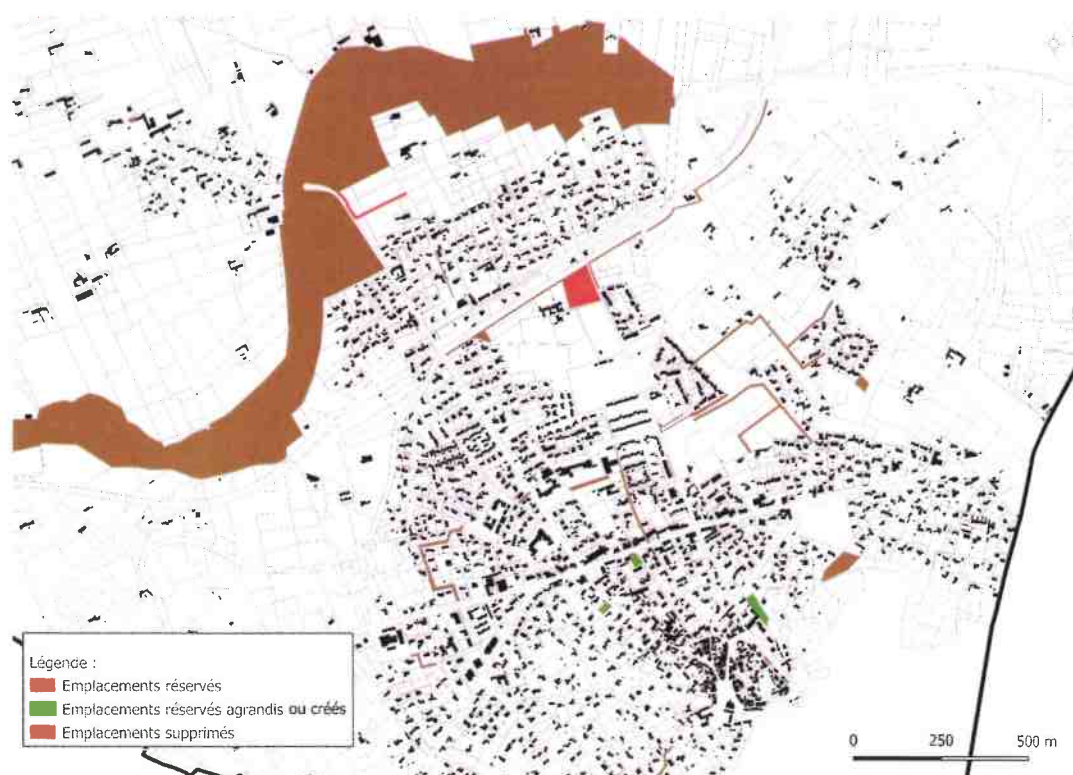 Légende :
Emplacements réservés
Emplacements réservés agrandis ou créés
Emplacements supprimés
0 250 500 m